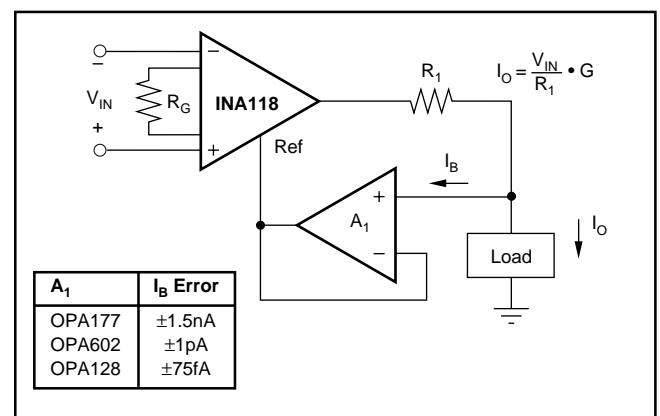 −
V_IN
+
R_G
−
INA118
+
Ref
R_1
I_O = V_IN / R_1 • G
I_B
+
A_1
−
Load
I_O
A_1 I_B Error
OPA177 ±1.5nA
OPA602 ±1pA
OPA128 ±75fA